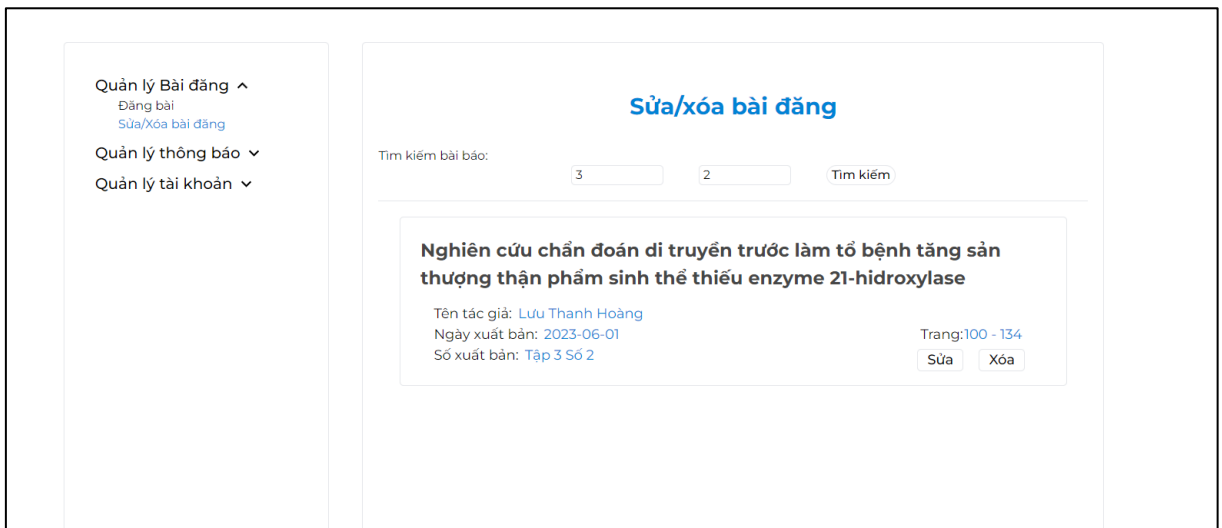 Quản lý Bài đăng
Đăng bài
Sửa/Xóa bài đăng
Quản lý thông báo
Quản lý tài khoản
Sửa/xóa bài đăng
Tìm kiếm bài báo:
3 2 Tìm kiếm
Nghiên cứu chẩn đoán di truyền trước làm tổ bệnh tăng sản
thượng thận phẩm sinh thể thiếu enzyme 21-hidroxylase
Tên tác giả: Lưu Thanh Hoàng
Ngày xuất bản: 2023-06-01 Trang:100 - 134
Số xuất bản: Tập 3 Số 2 Sửa Xóa